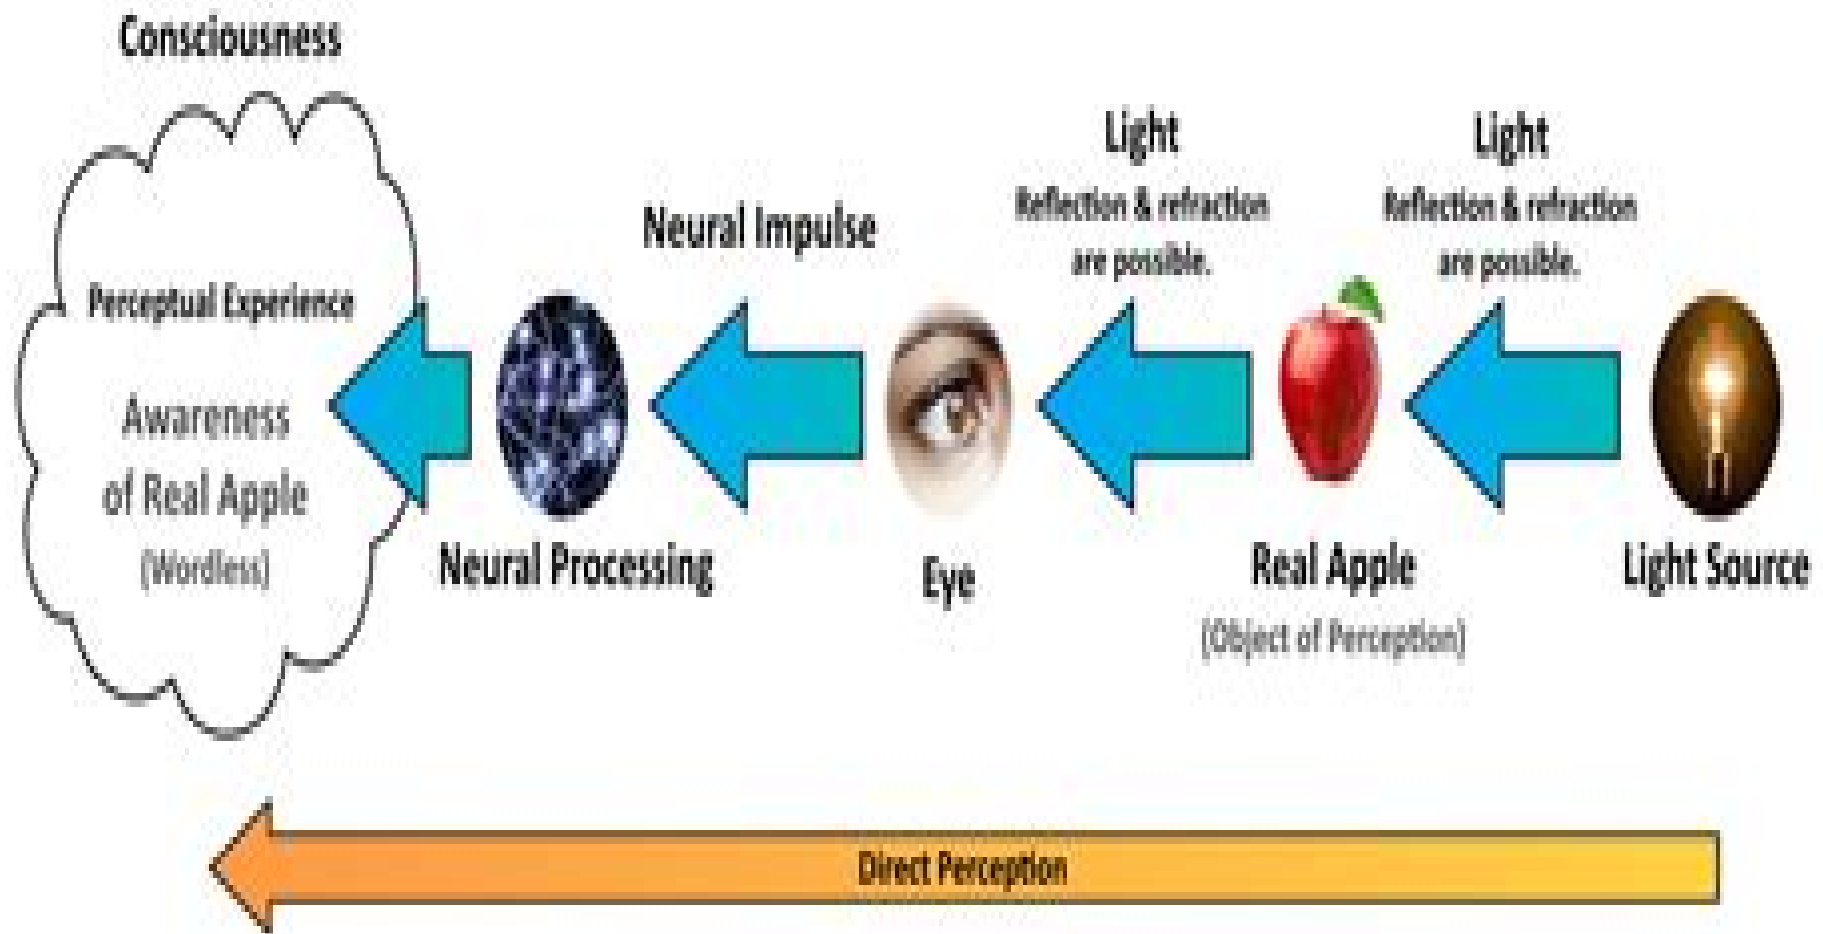 Consciousness
Perceptual Experience
Awareness
of Real Apple
(Wordless)
Neural Processing
Neural Impulse
Eye
Light
Reflection & refraction
are possible.
Real Apple
(Object of Perception)
Light
Reflection & refraction
are possible.
Light Source
Direct Perception